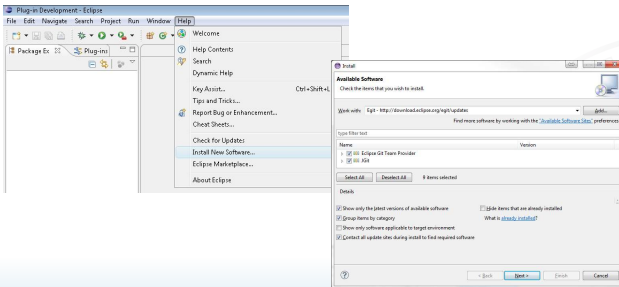 Plug-in Development - Eclipse
File Edit Navigate Search Project Run Window Help
Package Ex Plug-ins
Welcome
Help Contents
Search
Dynamic Help
Key Assist... Ctrl+Shift+L
Tips and Tricks...
Report Bug or Enhancement...
Cheat Sheets...
Check for Updates
Install New Software...
Eclipse Marketplace...
About Eclipse
Install
Available Software
Check the items that you wish to install.
Work with: Egit - http://download.eclipse.org/egit/updates Add...
Find more software by working with the "Available Software Sites" preferences.
type filter text
Name Version
Eclipse Git Team Provider
JGit
Select All Deselect All 9 items selected
Details
Show only the latest versions of available software Hide items that are already installed
Group items by category What is already installed?
Show only software applicable to target environment
Contact all update sites during install to find required software
< Back Next > Finish Cancel